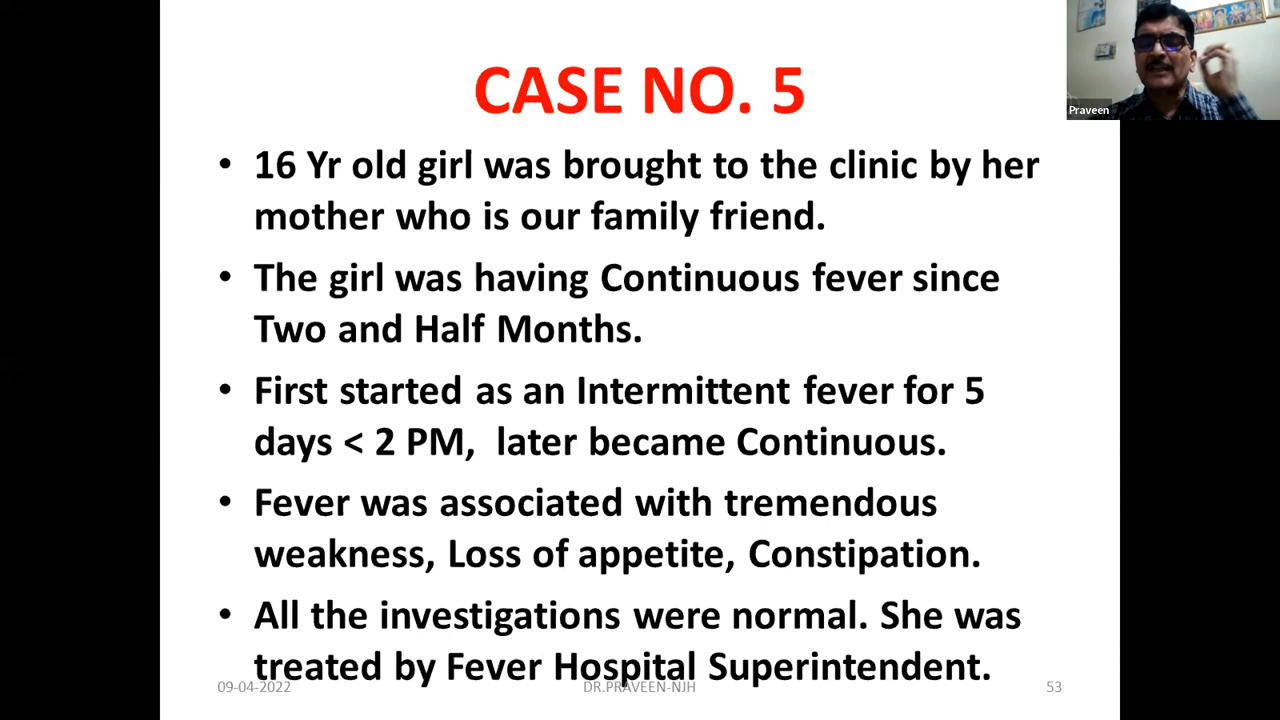 CASE NO. 5
• 16 Yr old girl was brought to the clinic by her
mother who is our family friend.
• The girl was having Continuous fever since
Two and Half Months.
• First started as an Intermittent fever for 5
days < 2 PM,  later became Continuous.
• Fever was associated with tremendous
weakness, Loss of appetite, Constipation.
• All the investigations were normal. She was
treated by Fever Hospital Superintendent.
09-04-2022
DR.PRAVEEN-NJH
53
Praveen